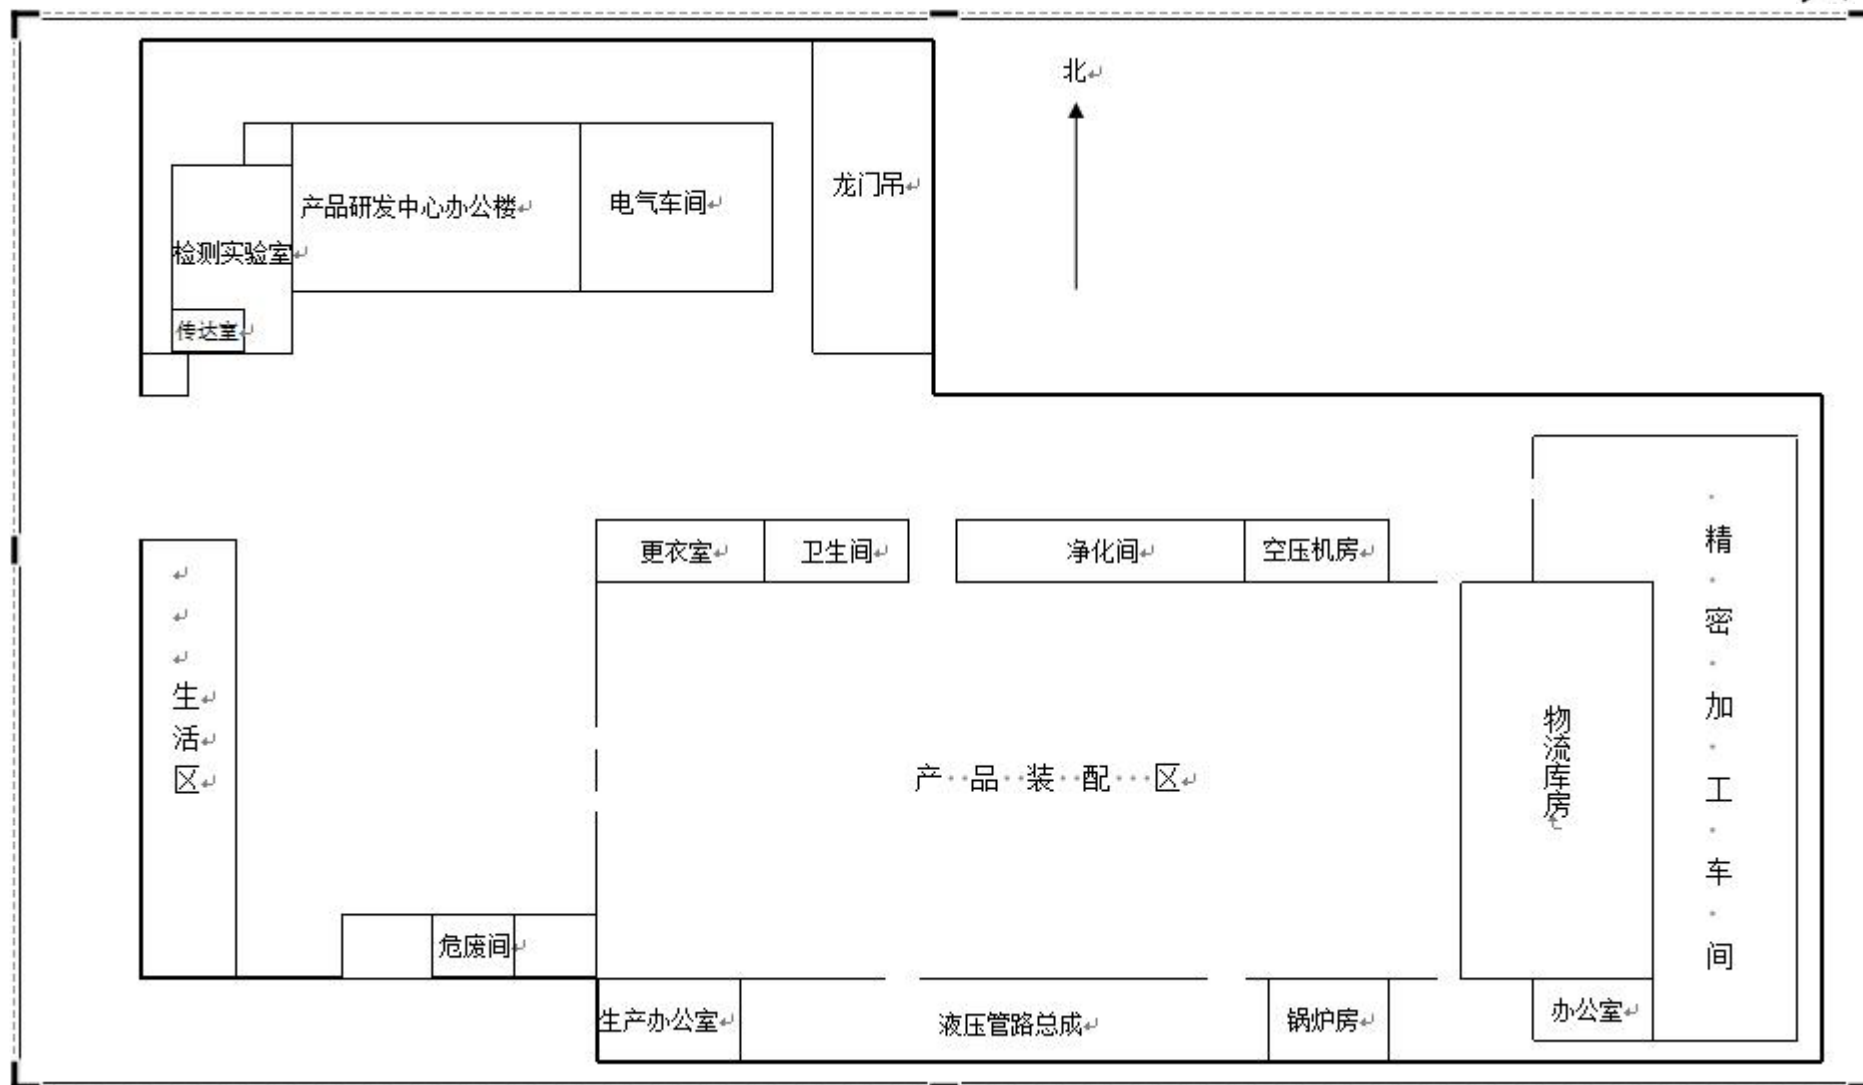 北
龙门吊
产品研发中心办公楼
电气车间
检测实验室
传达室
更衣室
卫生间
净化间
空压机房
精密加工车间
生活区
物流库房
产品装配区
危废间
生产办公室
液压管路总成
锅炉房
办公室